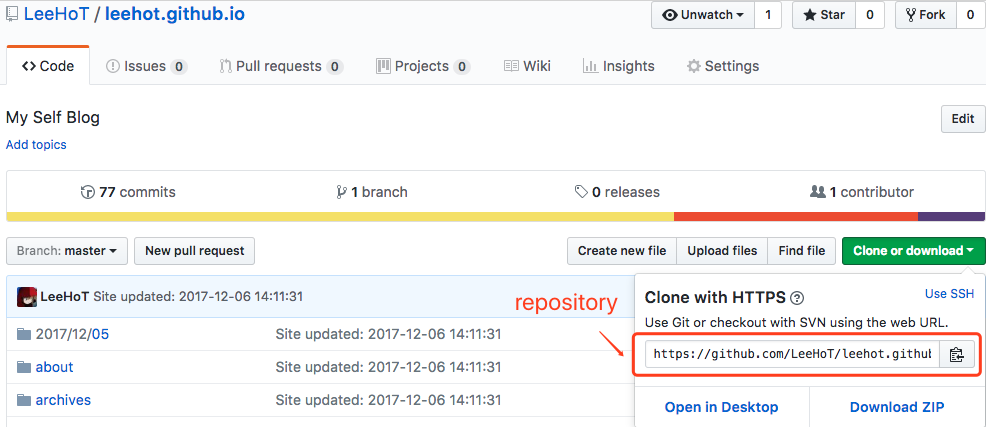 LeeHoT / leehot.github.io Unwatch 1 Star 0 Fork 0
Code Issues 0 Pull requests 0 Projects 0 Wiki Insights Settings
My Self Blog Edit
Add topics
77 commits 1 branch 0 releases 1 contributor
Branch: master New pull request Create new file Upload files Find file Clone or download
LeeHoT Site updated: 2017-12-06 14:11:31
repository
Clone with HTTPS ? Use SSH
Use Git or checkout with SVN using the web URL.
https://github.com/LeeHoT/leehot.github
Open in Desktop Download ZIP
2017/12/05 Site updated: 2017-12-06 14:11:31
about Site updated: 2017-12-06 14:11:31
archives Site updated: 2017-12-06 14:11:31